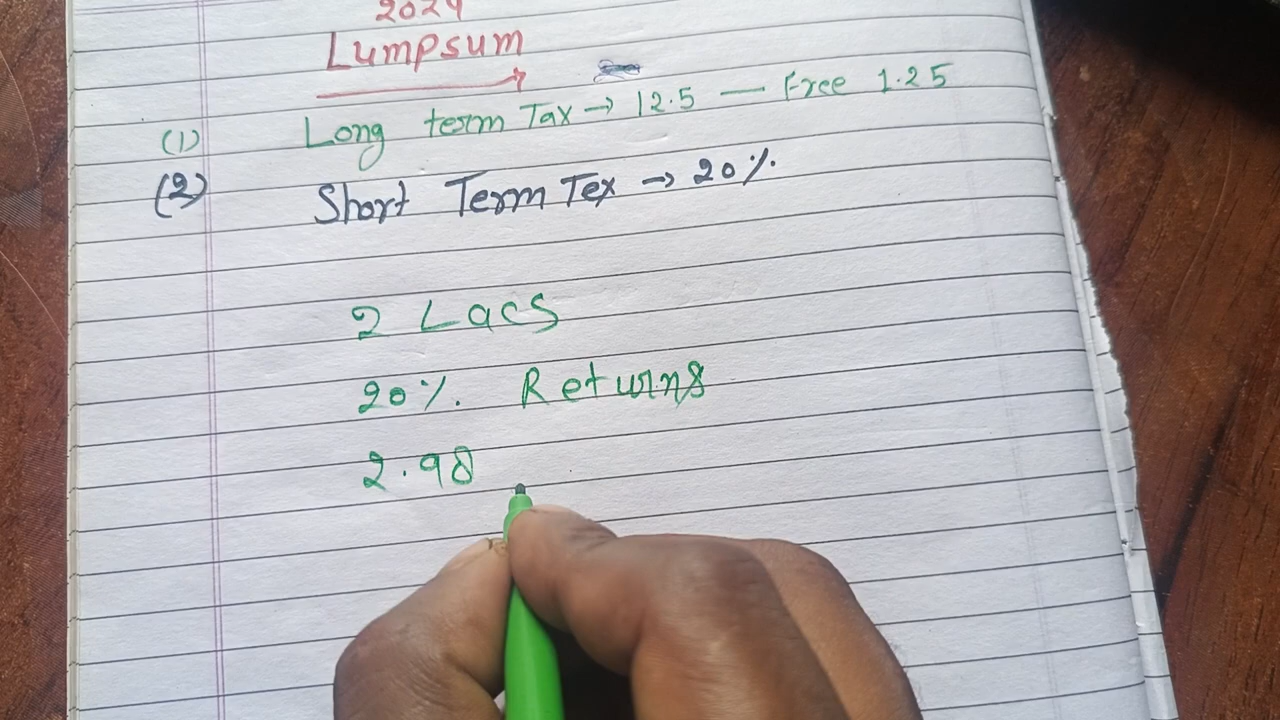 2024
Lumpsum
(1) Long term Tax → 12.5 — Free 1.25
(2) Short Term Tex → 20%.
2 Lacs
20%. Returns
2.98